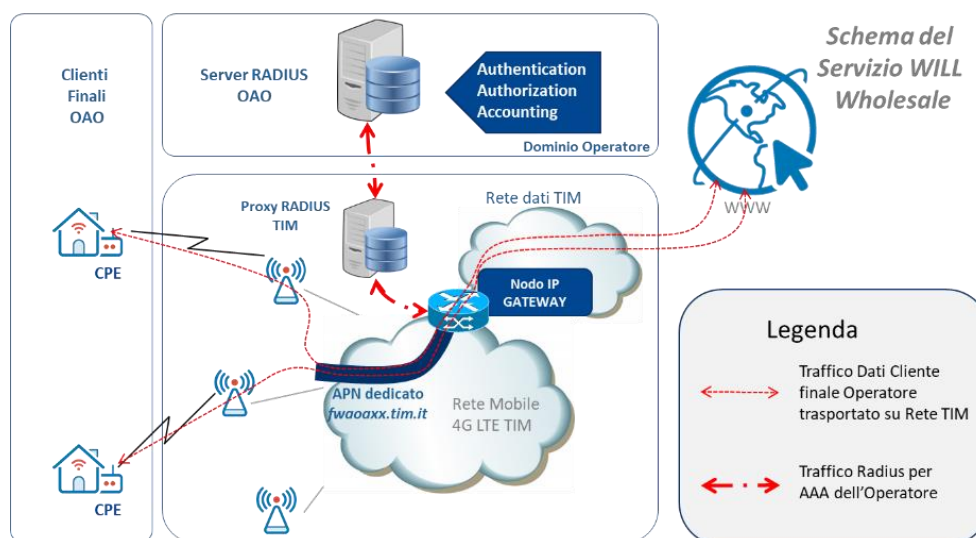 Schema del
Servizio WILL
Wholesale
Clienti
Finali
OAO
Server RADIUS
OAO
Authentication
Authorization
Accounting
Dominio Operatore
Proxy RADIUS
TIM
Rete dati TIM
www
CPE
Nodo IP
GATEWAY
APN dedicato
fwaoaxx.tim.it
Rete Mobile
4G LTE TIM
CPE
Legenda
Traffico Dati Cliente
finale Operatore
trasportato su Rete TIM
Traffico Radius per
AAA dell’Operatore